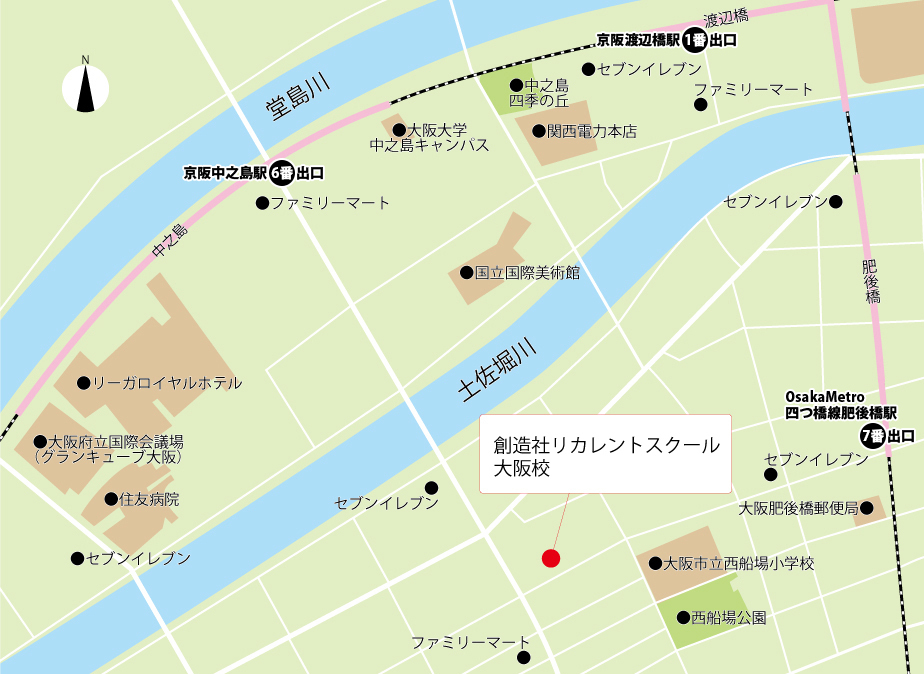 渡辺橋
京阪渡辺橋駅 1番 出口
N
セブンイレブン
堂島川
中之島
四季の丘
ファミリーマート
大阪大学
中之島キャンパス
関西電力本店
京阪中之島駅 6番 出口
ファミリーマート
セブンイレブン
中之島
国立国際美術館
肥後橋
土佐堀川
リーガロイヤルホテル
OsakaMetro
四つ橋線肥後橋駅
7番 出口
大阪府立国際会議場
（グランキューブ大阪）
創造社リカレントスクール
大阪校
セブンイレブン
住友病院
セブンイレブン
大阪肥後橋郵便局
セブンイレブン
大阪市立西船場小学校
西船場公園
ファミリーマート